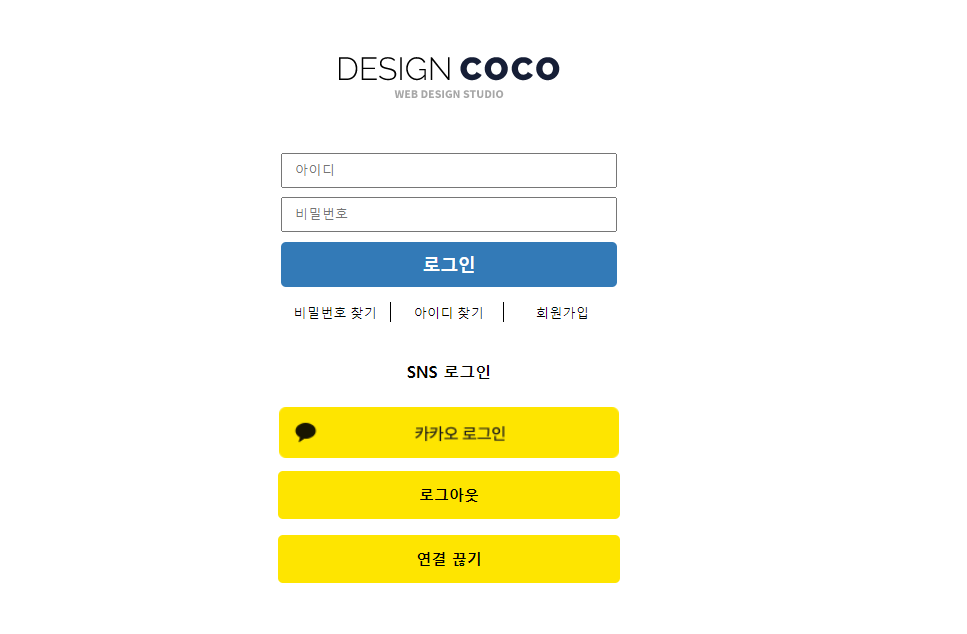 DESIGN COCO
WEB DESIGN STUDIO
아이디
비밀번호
로그인
비밀번호 찾기 아이디 찾기 회원가입
SNS 로그인
카카오 로그인
로그아웃
연결 끊기